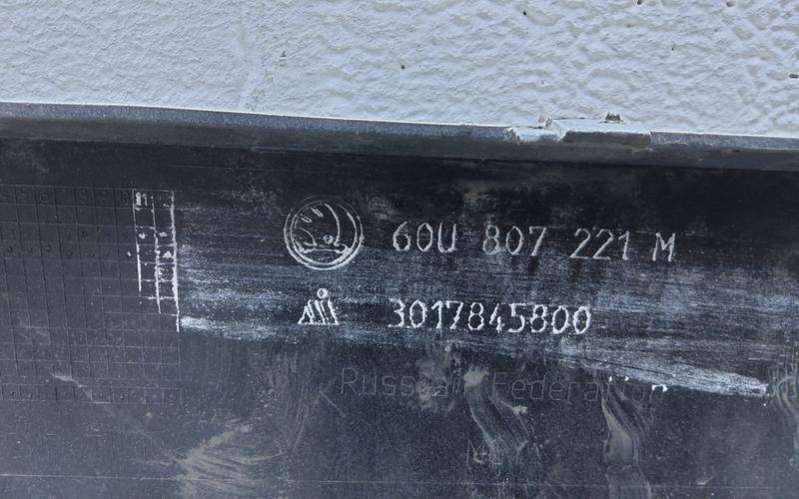 60U 807 221 M
3017845800
Russian Federation